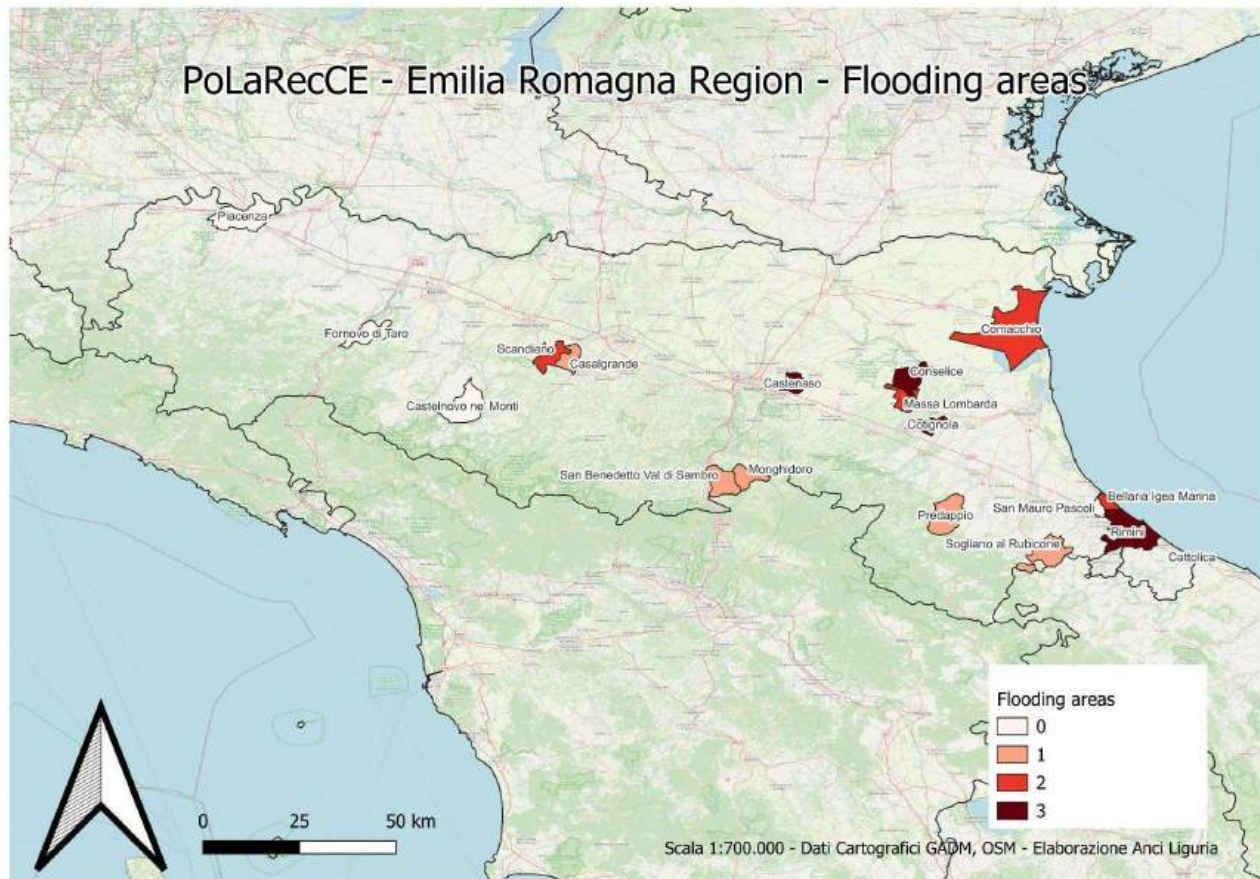 PoLaRecCE - Emilia Romagna Region - Flooding areas
Piacenza
Fornovo di Taro
Scandiano
Casalgrande
Castelnovo ne' Monti
Comacchio
Conselice
Castenaso
Massa Lombarda
Cotignola
San Benedetto Val di Sambro
Monghidoro
Bellaria Igea Marina
San Mauro Pascoli
Predappio
Rimini
Sogliano al Rubicone
Cattolica
Flooding areas
0
1
2
3
0 25 50 km
Scala 1:700.000 - Dati Cartografici GADM, OSM - Elaborazione Anci Liguria